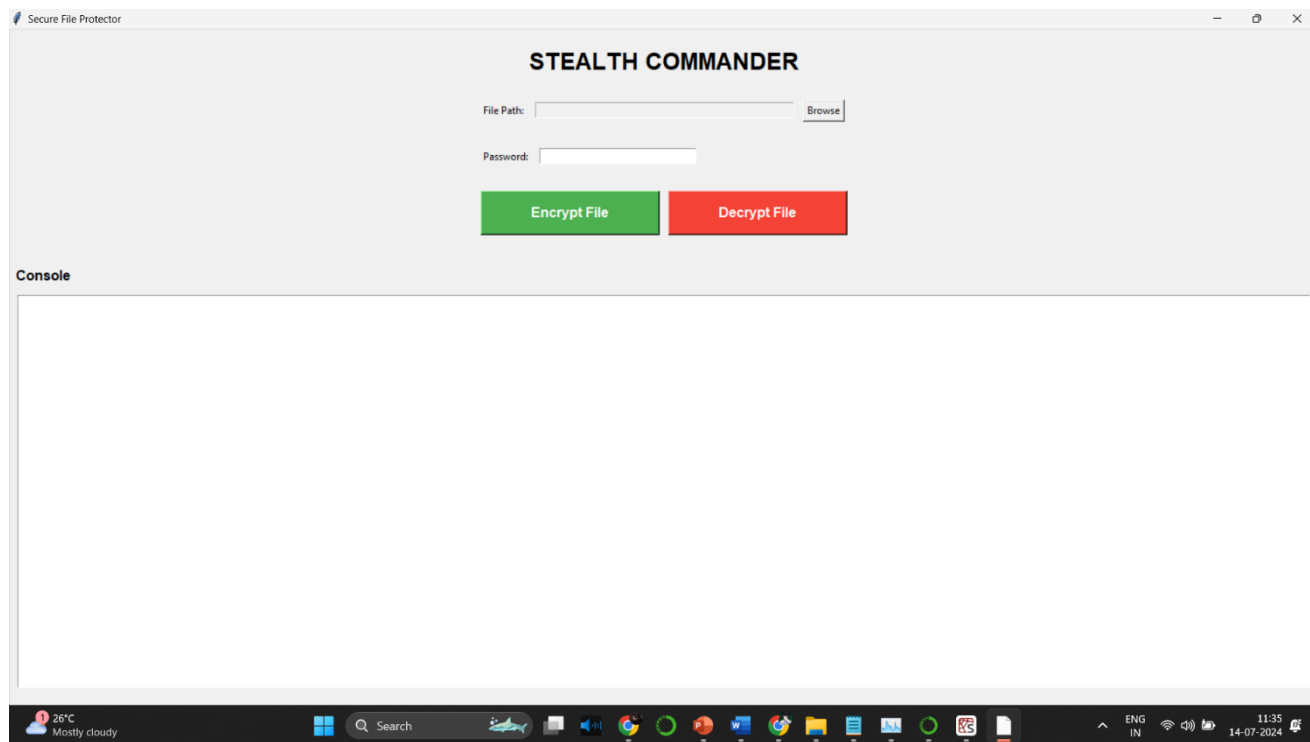 Secure File Protector
STEALTH COMMANDER
File Path:
Browse
Password:
Encrypt File
Decrypt File
Console
1
26°C
Mostly cloudy
Search
ENG
IN
11:35
14-07-2024